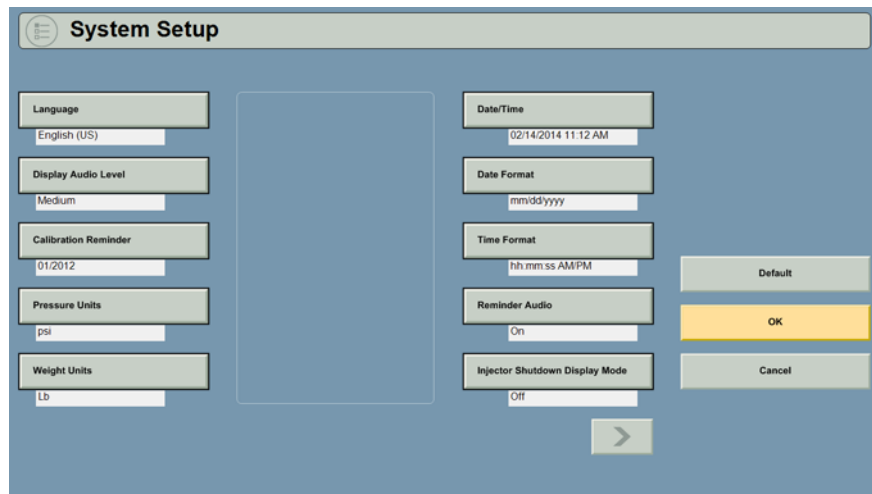 System Setup
Language
English (US)
Display Audio Level
Medium
Calibration Reminder
01/2012
Pressure Units
psi
Weight Units
Lb
Date/Time
02/14/2014 11:12 AM
Date Format
mm/dd/yyyy
Time Format
hh:mm:ss AM/PM
Reminder Audio
On
Injector Shutdown Display Mode
Off
Default
OK
Cancel